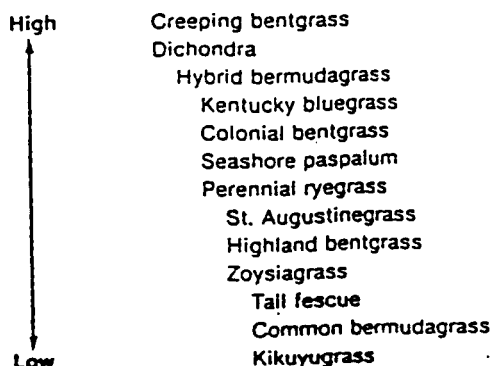 High Creeping bentgrass
Dichondra
Hybrid bermudagrass
Kentucky bluegrass
Colonial bentgrass
Seashore paspalum
Perennial ryegrass
St. Augustinegrass
Highland bentgrass
Zoysiagrass
Tall fescue
Common bermudagrass
Low Kikuyugrass